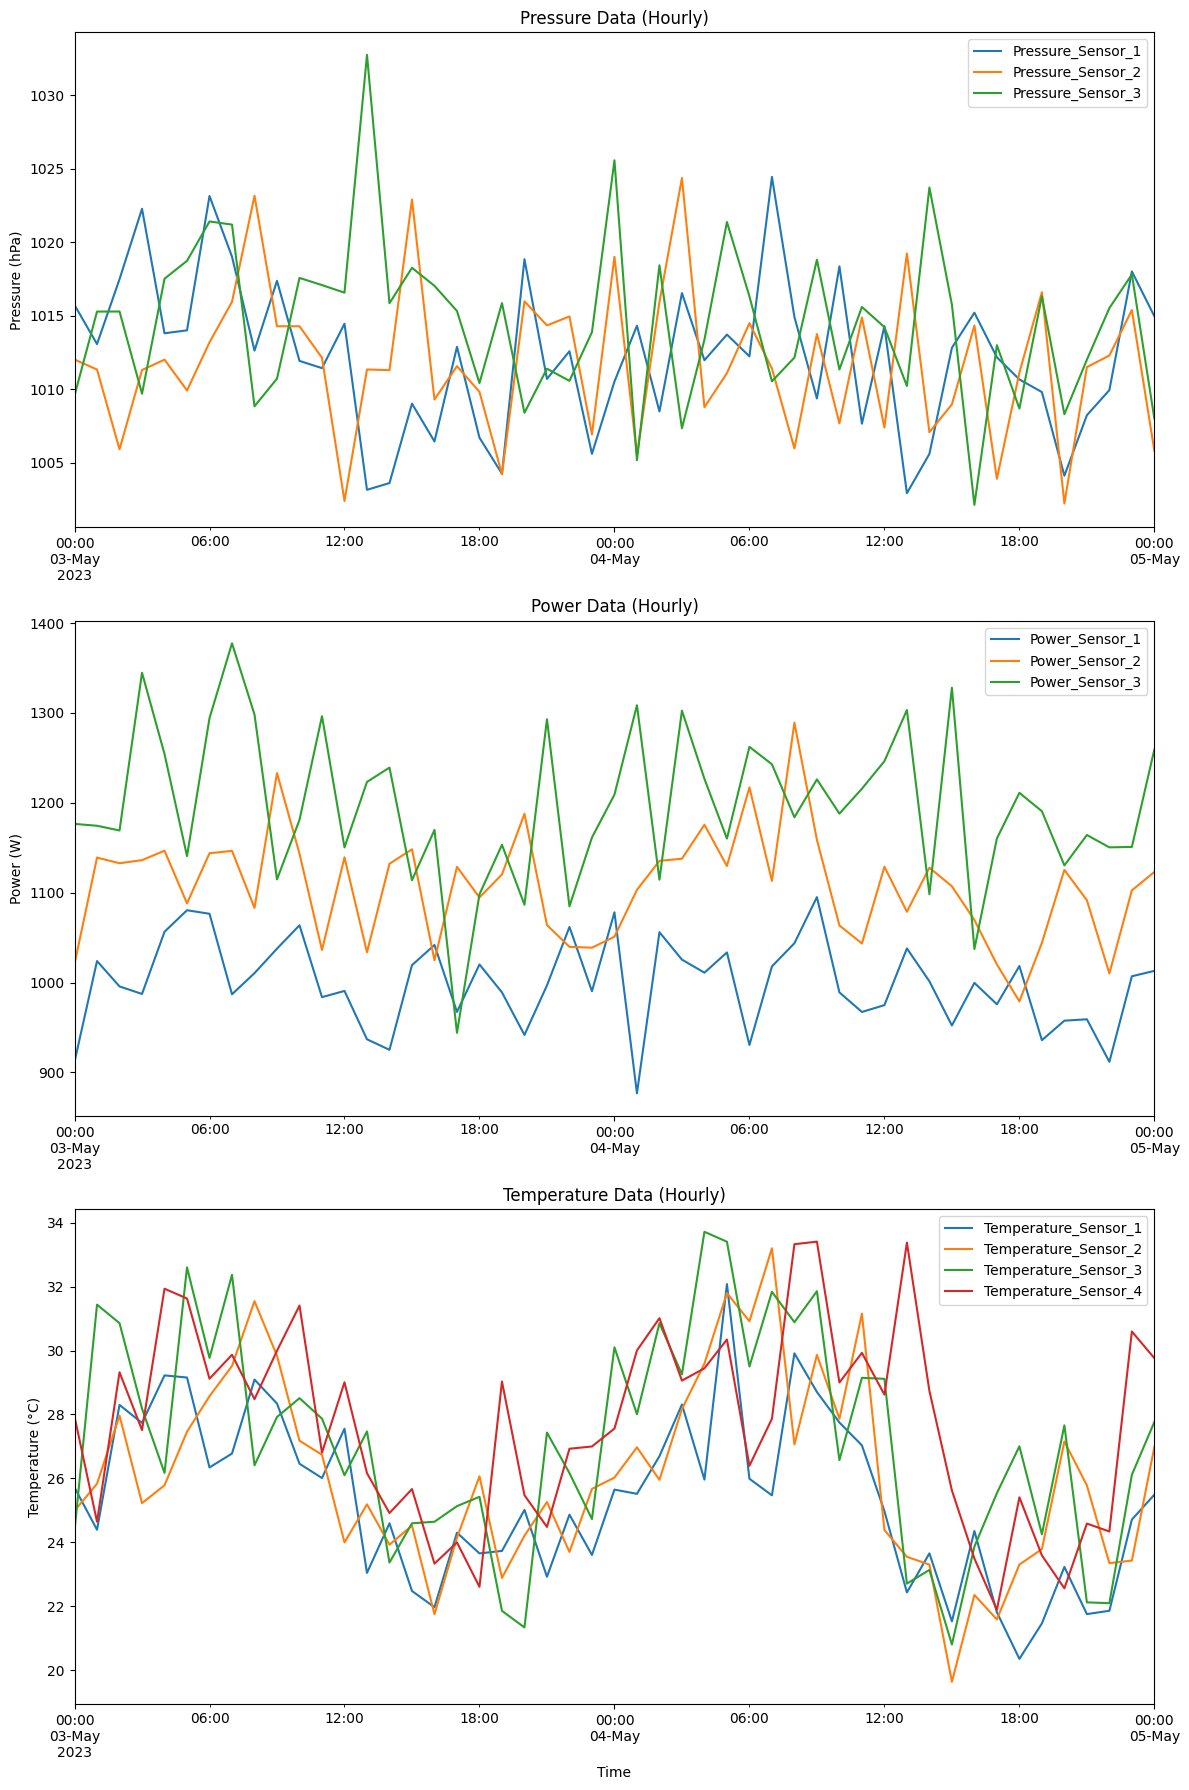 Pressure Data (Hourly)
Pressure (hPa)
1030
1025
1020
1015
1010
1005
Pressure_Sensor_1
Pressure_Sensor_2
Pressure_Sensor_3
00:00 06:00 12:00 18:00 00:00 06:00 12:00 18:00 00:00
03-May 04-May 05-May
2023
Power Data (Hourly)
Power (W)
1400
1300
1200
1100
1000
900
Power_Sensor_1
Power_Sensor_2
Power_Sensor_3
00:00 06:00 12:00 18:00 00:00 06:00 12:00 18:00 00:00
03-May 04-May 05-May
2023
Temperature Data (Hourly)
Temperature (°C)
34
32
30
28
26
24
22
20
Temperature_Sensor_1
Temperature_Sensor_2
Temperature_Sensor_3
Temperature_Sensor_4
00:00 06:00 12:00 18:00 00:00 06:00 12:00 18:00 00:00
03-May 04-May 05-May
2023
Time